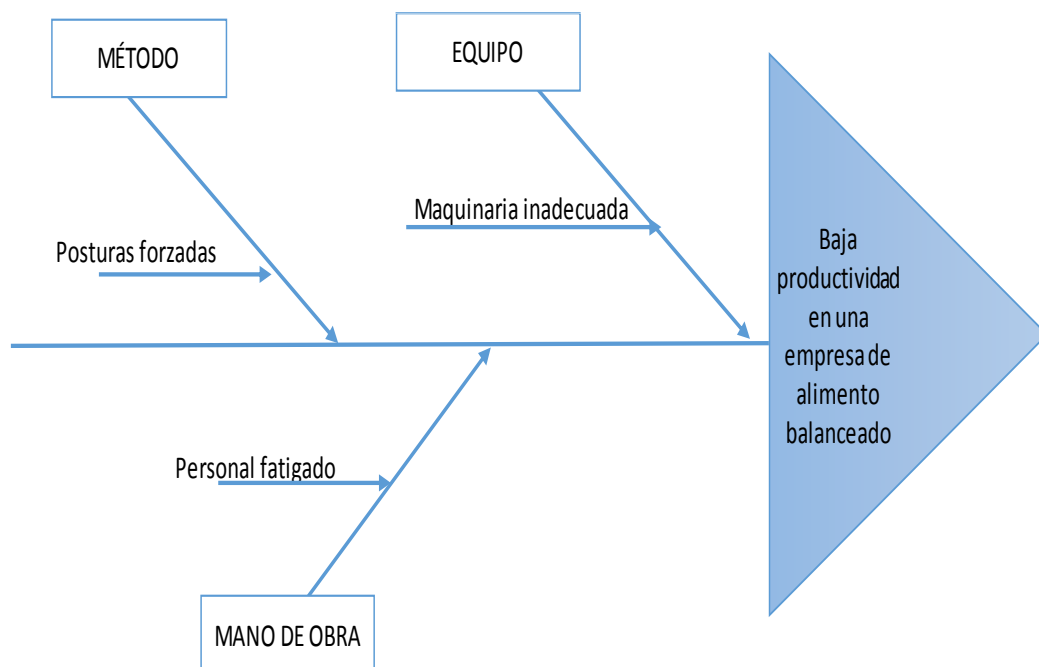 MÉTODO
EQUIPO
Maquinaria inadecuada
Posturas forzadas
Baja
productividad
en una
empresa de
alimento
balanceado
Personal fatigado
MANO DE OBRA